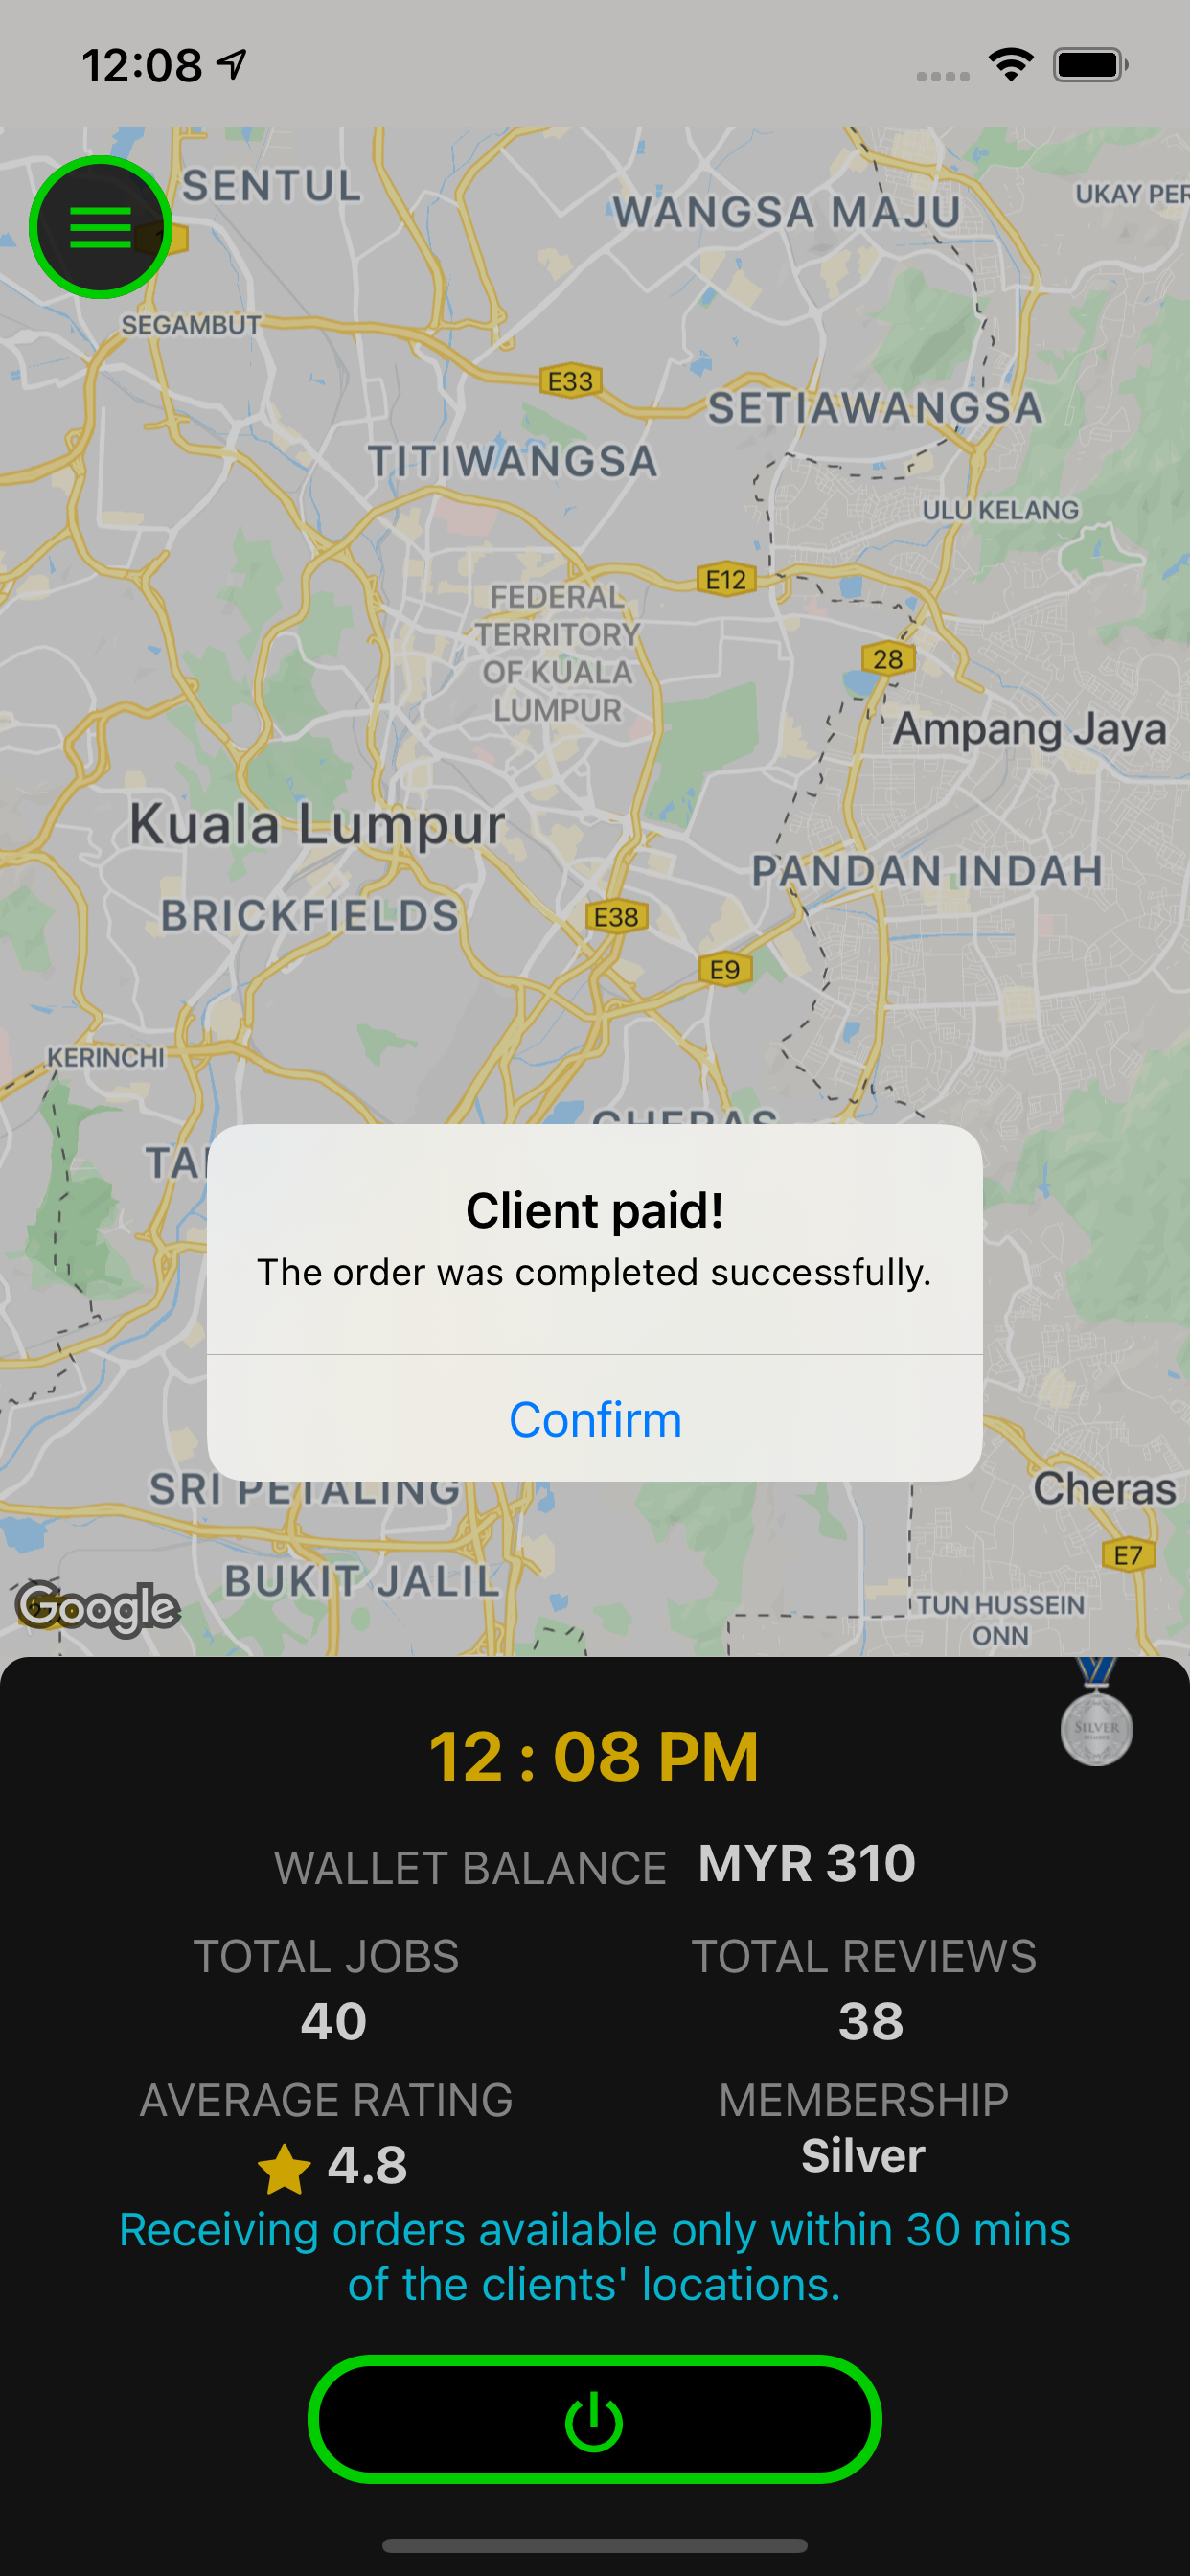 12:08
SENTUL
WANGSA MAJU
UKAY PER
SEGAMBUT
E33
SETIAWANGSA
TITIWANGSA
ULU KELANG
E12
FEDERAL
TERRITORY
OF KUALA
LUMPUR
28
Ampang Jaya
Kuala Lumpur
PANDAN INDAH
BRICKFIELDS
E38
E9
KERINCHI
CHERAS
TA
Client paid!
The order was completed successfully.
Confirm
SRI PETALING
Cheras
E7
BUKIT JALIL
Google
TUN HUSSEIN
ONN
SILVER
12 : 08 PM
WALLET BALANCE MYR 310
TOTAL JOBS TOTAL REVIEWS
40 38
AVERAGE RATING MEMBERSHIP
4.8 Silver
Receiving orders available only within 30 mins
of the clients' locations.